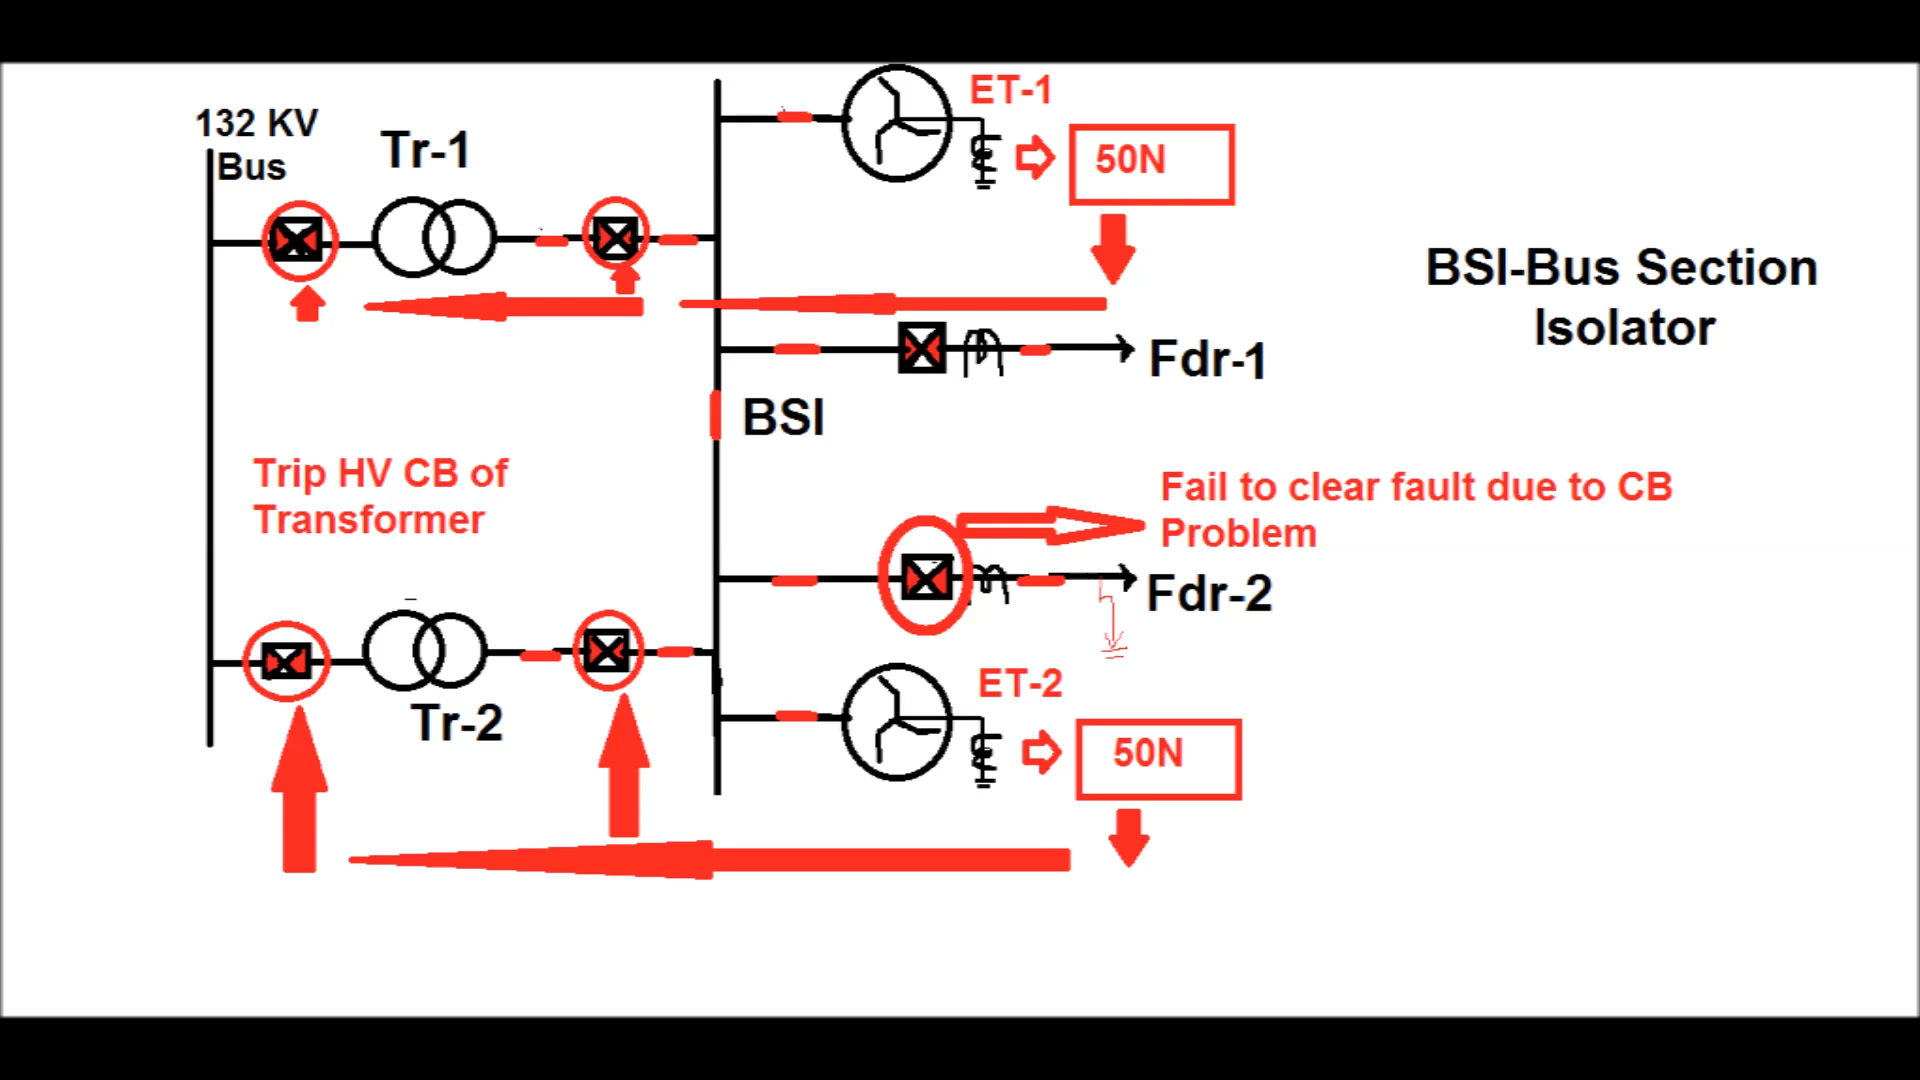 132 KV
Bus
Tr-1
ET-1
50N
BSI-Bus Section
Isolator
Fdr-1
BSI
Trip HV CB of
Transformer
Fail to clear fault due to CB
Problem
Fdr-2
Tr-2
ET-2
50N